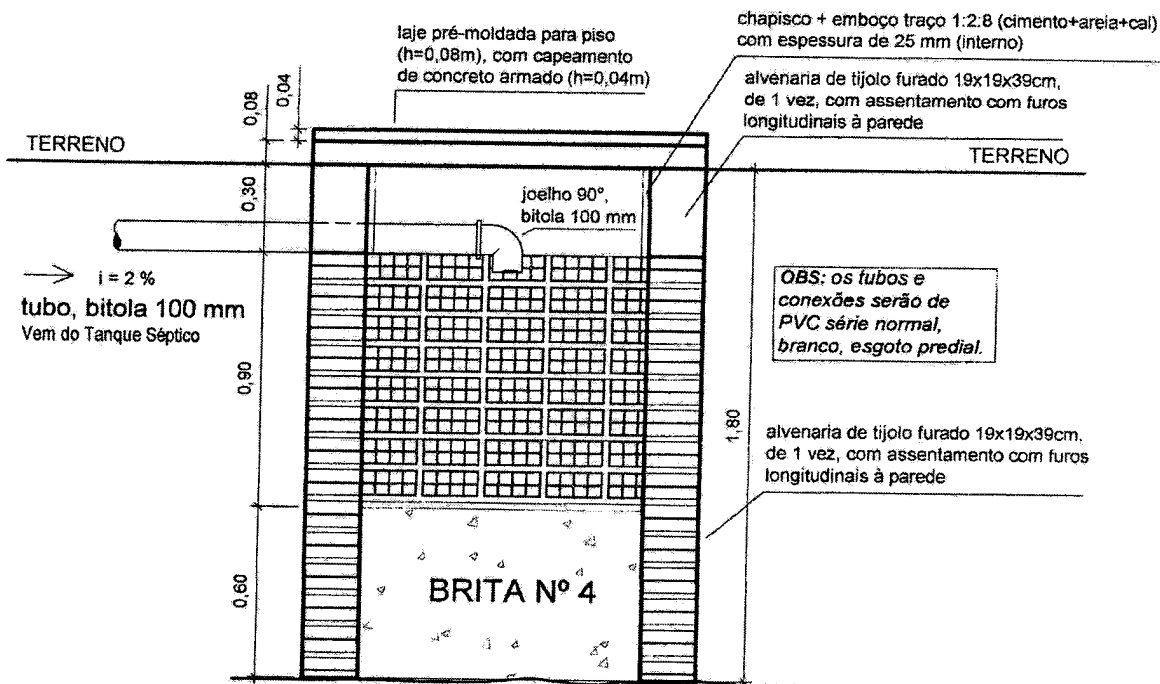 laje pré-moldada para piso
(h=0,08m), com capeamento
de concreto armado (h=0,04m)
chapisco + emboço traço 1:2:8 (cimento+areia+cal)
com espessura de 25 mm (interno)
alvenaria de tijolo furado 19x19x39cm,
de 1 vez, com assentamento com furos
longitudinais à parede
0,04
0,08
TERRENO
TERRENO
0,30
joelho 90°,
bitola 100 mm
i = 2 %
tubo, bitola 100 mm
Vem do Tanque Séptico
OBS: os tubos e
conexões serão de
PVC série normal,
branco, esgoto predial.
0,90
1,80
alvenaria de tijolo furado 19x19x39cm,
de 1 vez, com assentamento com furos
longitudinais à parede
0,60
BRITA Nº 4